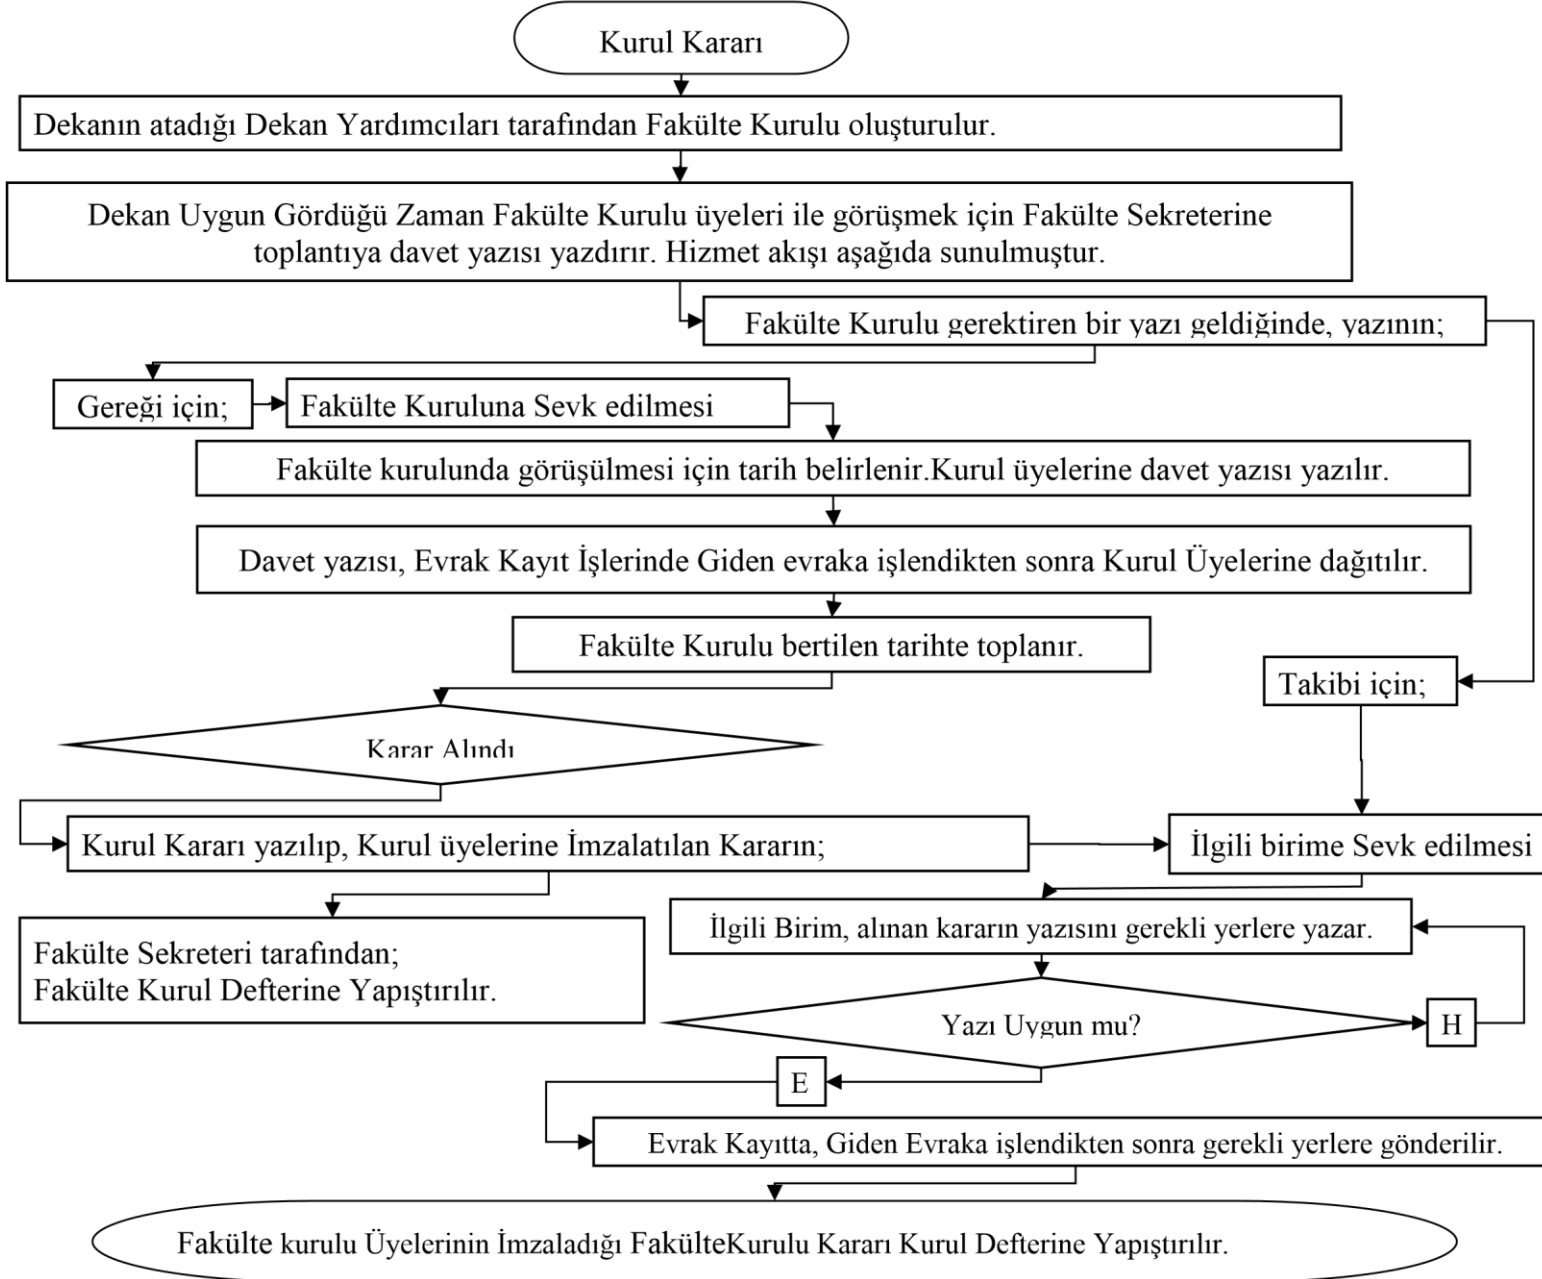 Kurul Kararı
Dekanın atadığı Dekan Yardımcıları tarafından Fakülte Kurulu oluşturulur.
Dekan Uygun Gördüğü Zaman Fakülte Kurulu üyeleri ile görüşmek için Fakülte Sekreterine
toplantıya davet yazısı yazdırır. Hizmet akışı aşağıda sunulmuştur.
Fakülte Kurulu gerektiren bir yazı geldiğinde, yazının;
Gereği için;
Fakülte Kuruluna Sevk edilmesi
Fakülte kurulunda görüşülmesi için tarih belirlenir.Kurul üyelerine davet yazısı yazılır.
Davet yazısı, Evrak Kayıt İşlerinde Giden evraka işlendikten sonra Kurul Üyelerine dağıtılır.
Fakülte Kurulu bertilen tarihte toplanır.
Takibi için;
Karar Alındı
Kurul Kararı yazılıp, Kurul üyelerine İmzalatılan Kararın;
İlgili birime Sevk edilmesi
İlgili Birim, alınan kararın yazısını gerekli yerlere yazar.
Fakülte Sekreteri tarafından;
Fakülte Kurul Defterine Yapıştırılır.
Yazı Uygun mu?
H
E
Evrak Kayıtta, Giden Evraka işlendikten sonra gerekli yerlere gönderilir.
Fakülte kurulu Üyelerinin İmzaladığı FakülteKurulu Kararı Kurul Defterine Yapıştırılır.